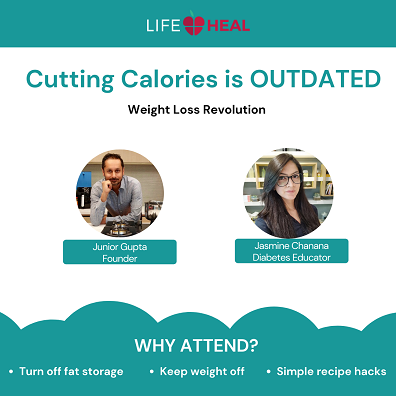 LIFE HEAL
Cutting Calories is OUTDATED
Weight Loss Revolution
Junior Gupta
Founder
Jasmine Chanana
Diabetes Educator
WHY ATTEND?
• Turn off fat storage • Keep weight off • Simple recipe hacks